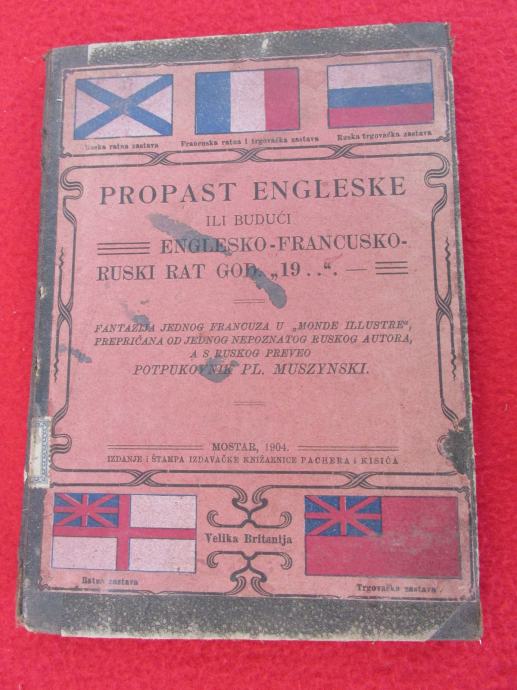 Ruska ratna zastava Francuska ratna i trgovačka zastava Ruska trgovačka zastava
PROPAST ENGLESKE
ILI BUDUĆI
ENGLESKO-FRANCUSKO-
RUSKI RAT GOD. „19 . .“. —
FANTAZIJA JEDNOG FRANCUZA U „MONDE ILLUSTRE“,
PREPRIČANA OD JEDNOG NEPOZNATOG RUSKOG AUTORA,
A S RUSKOG PREVEO
POTPUKOVNIK PL. MUSZYNSKI.
MOSTAR, 1904.
IZDANJE i ŠTAMPA IZDAVAČKE KNIŽARNICE PACHERA i KISIĆA
Velika Britanija
Ratna zastava Trgovačka zastava